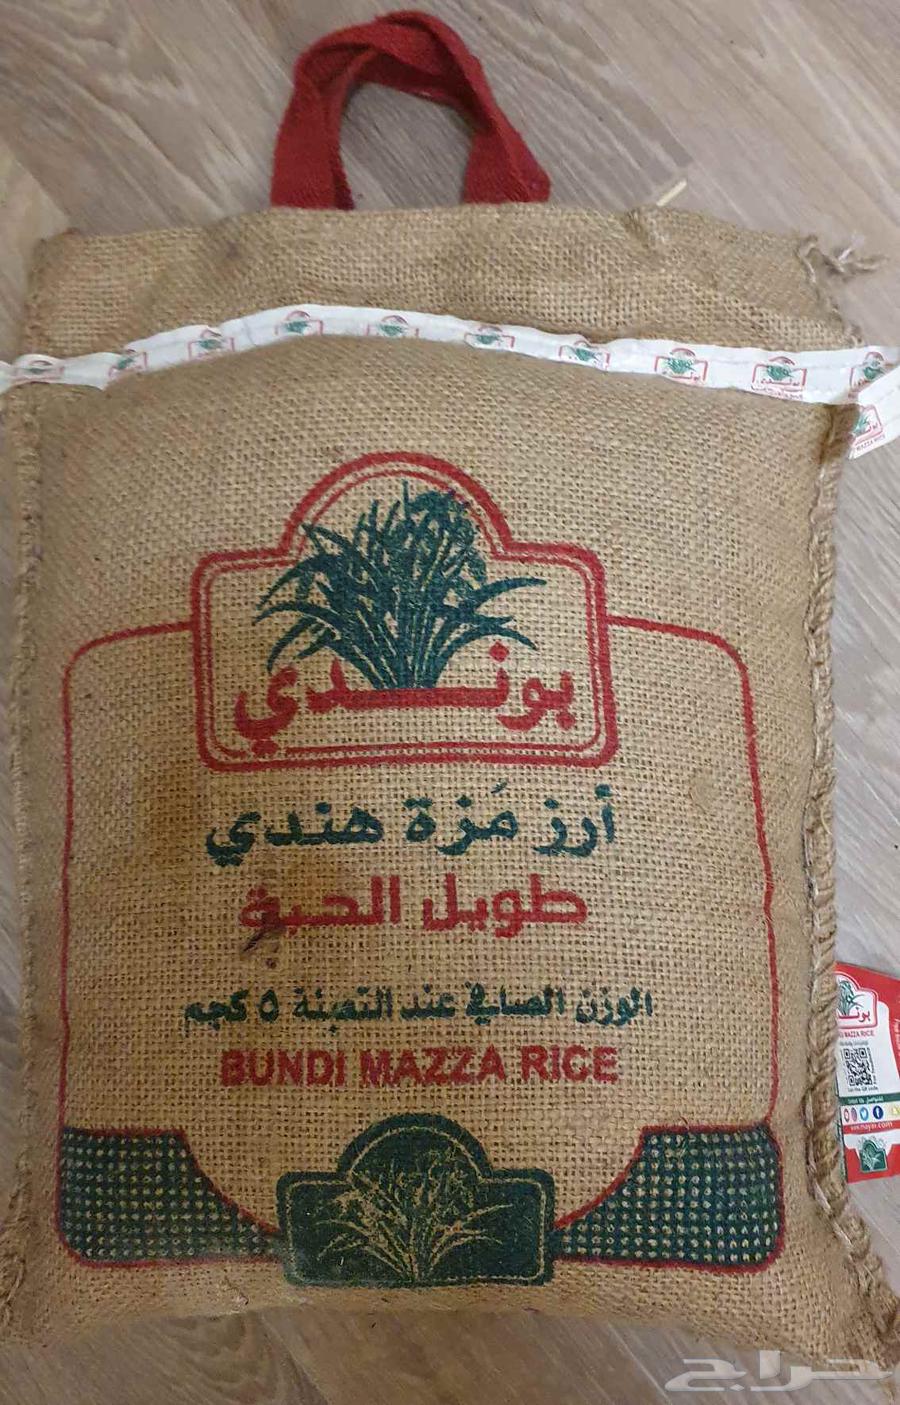 بوندي
أرز مَزة هندي
طويل الحبة
الوزن الصافي عند التعبئة ٥ كجم
BUNDI MAZZA RICE
حراج